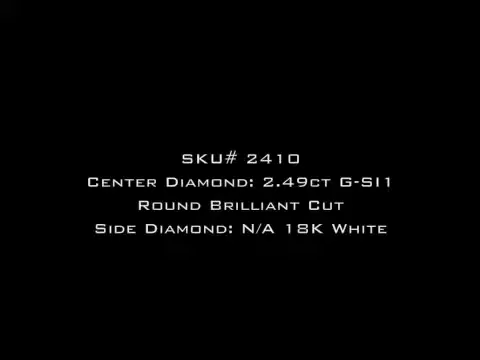 SKU# 2410
Center Diamond: 2.49ct G-SI1
Round Brilliant Cut
Side Diamond: N/A 18K White